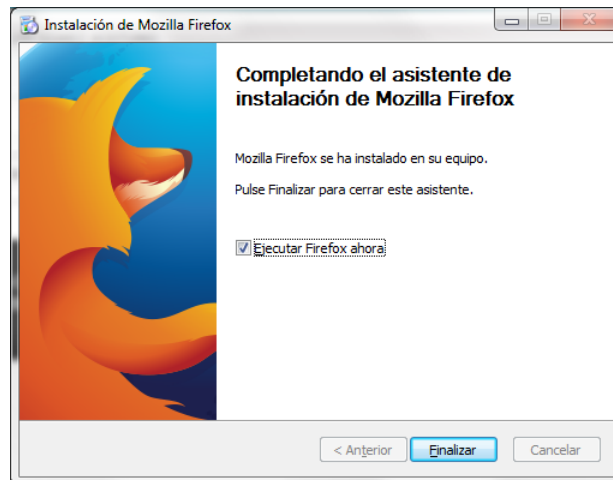 Instalación de Mozilla Firefox
Completando el asistente de
instalación de Mozilla Firefox
Mozilla Firefox se ha instalado en su equipo.
Pulse Finalizar para cerrar este asistente.
Ejecutar Firefox ahora
< Anterior
Finalizar
Cancelar